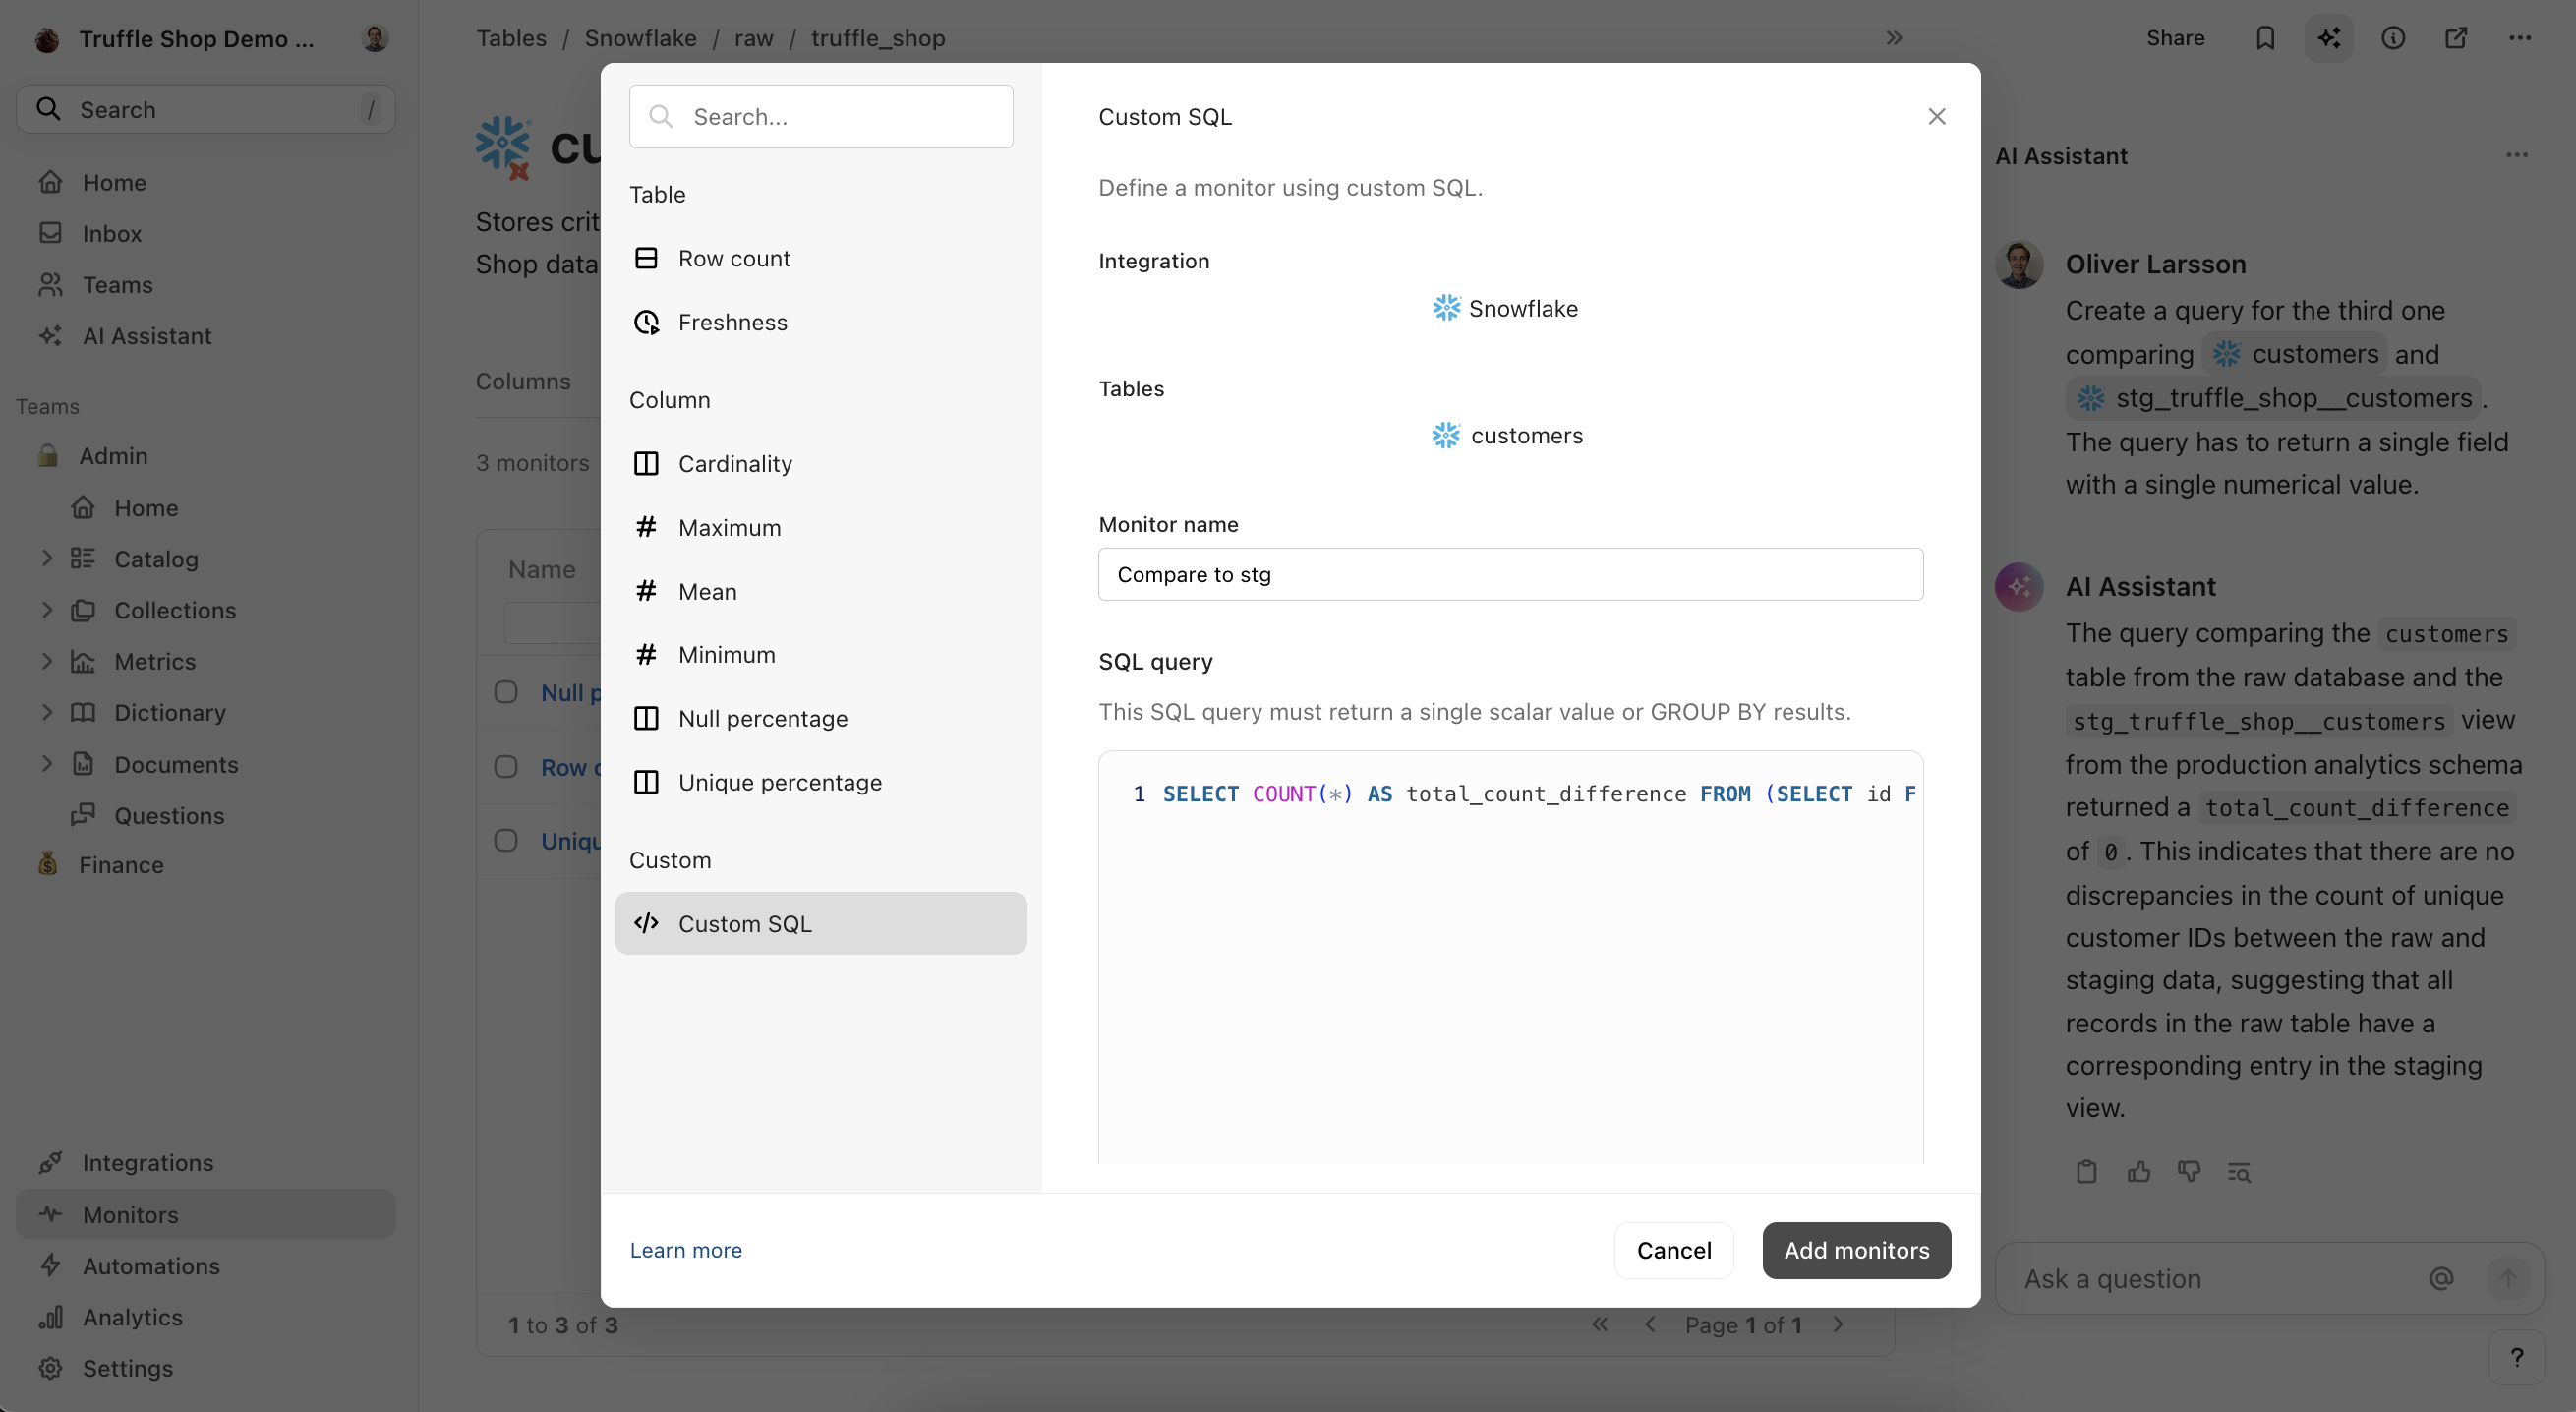 Truffle Shop Demo ...
Search /
Home
Inbox
Teams
AI Assistant
Teams
Admin
Home
Catalog
Collections
Metrics
Dictionary
Documents
Questions
Finance
Integrations
Monitors
Automations
Analytics
Settings
Tables / Snowflake / raw / truffle_shop
Share
cu
Stores crit
Shop data
Columns
3 monitors
Name
Null p
Row c
Uniqu
1 to 3 of 3
Page 1 of 1
Search...
Table
Row count
Freshness
Column
Cardinality
Maximum
Mean
Minimum
Null percentage
Unique percentage
Custom
Custom SQL
Custom SQL
Define a monitor using custom SQL.
Integration
Snowflake
Tables
customers
Monitor name
Compare to stg
SQL query
This SQL query must return a single scalar value or GROUP BY results.
1 SELECT COUNT(*) AS total_count_difference FROM (SELECT id F
Learn more
Cancel
Add monitors
AI Assistant
Oliver Larsson
Create a query for the third one
comparing customers and
stg_truffle_shop__customers .
The query has to return a single field
with a single numerical value.
AI Assistant
The query comparing the customers
table from the raw database and the
stg_truffle_shop__customers view
from the production analytics schema
returned a total_count_difference
of 0 . This indicates that there are no
discrepancies in the count of unique
customer IDs between the raw and
staging data, suggesting that all
records in the raw table have a
corresponding entry in the staging
view.
Ask a question
?